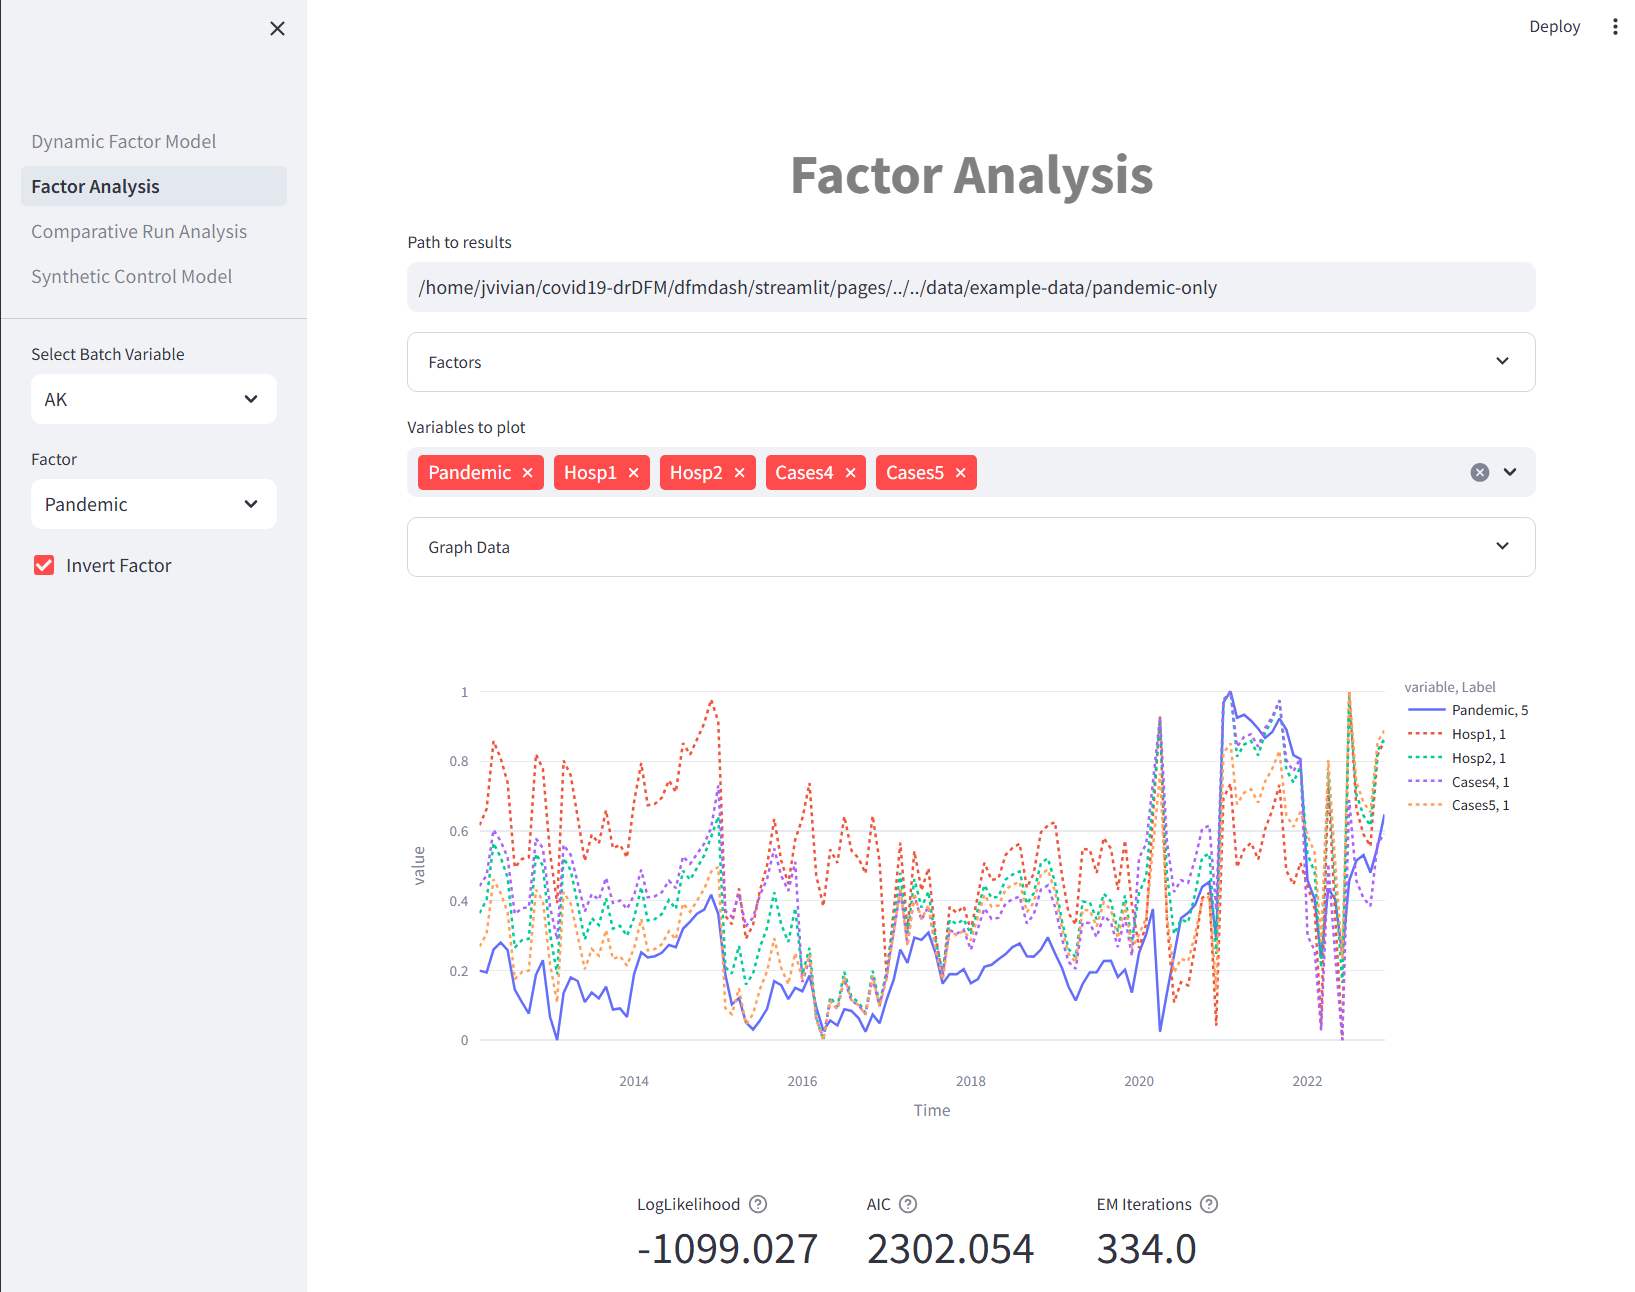 Deploy
Dynamic Factor Model
Factor Analysis
Comparative Run Analysis
Synthetic Control Model
Select Batch Variable
AK
Factor
Pandemic
Invert Factor
Factor Analysis
Path to results
/home/jvivian/covid19-drDFM/dfmdash/streamlit/pages/../../data/example-data/pandemic-only
Factors
Variables to plot
Pandemic Hosp1 Hosp2 Cases4 Cases5
Graph Data
variable, Label
Pandemic, 5
Hosp1, 1
Hosp2, 1
Cases4, 1
Cases5, 1
value
1
0.8
0.6
0.4
0.2
0
2014 2016 2018 2020 2022
Time
LogLikelihood
-1099.027
AIC
2302.054
EM Iterations
334.0